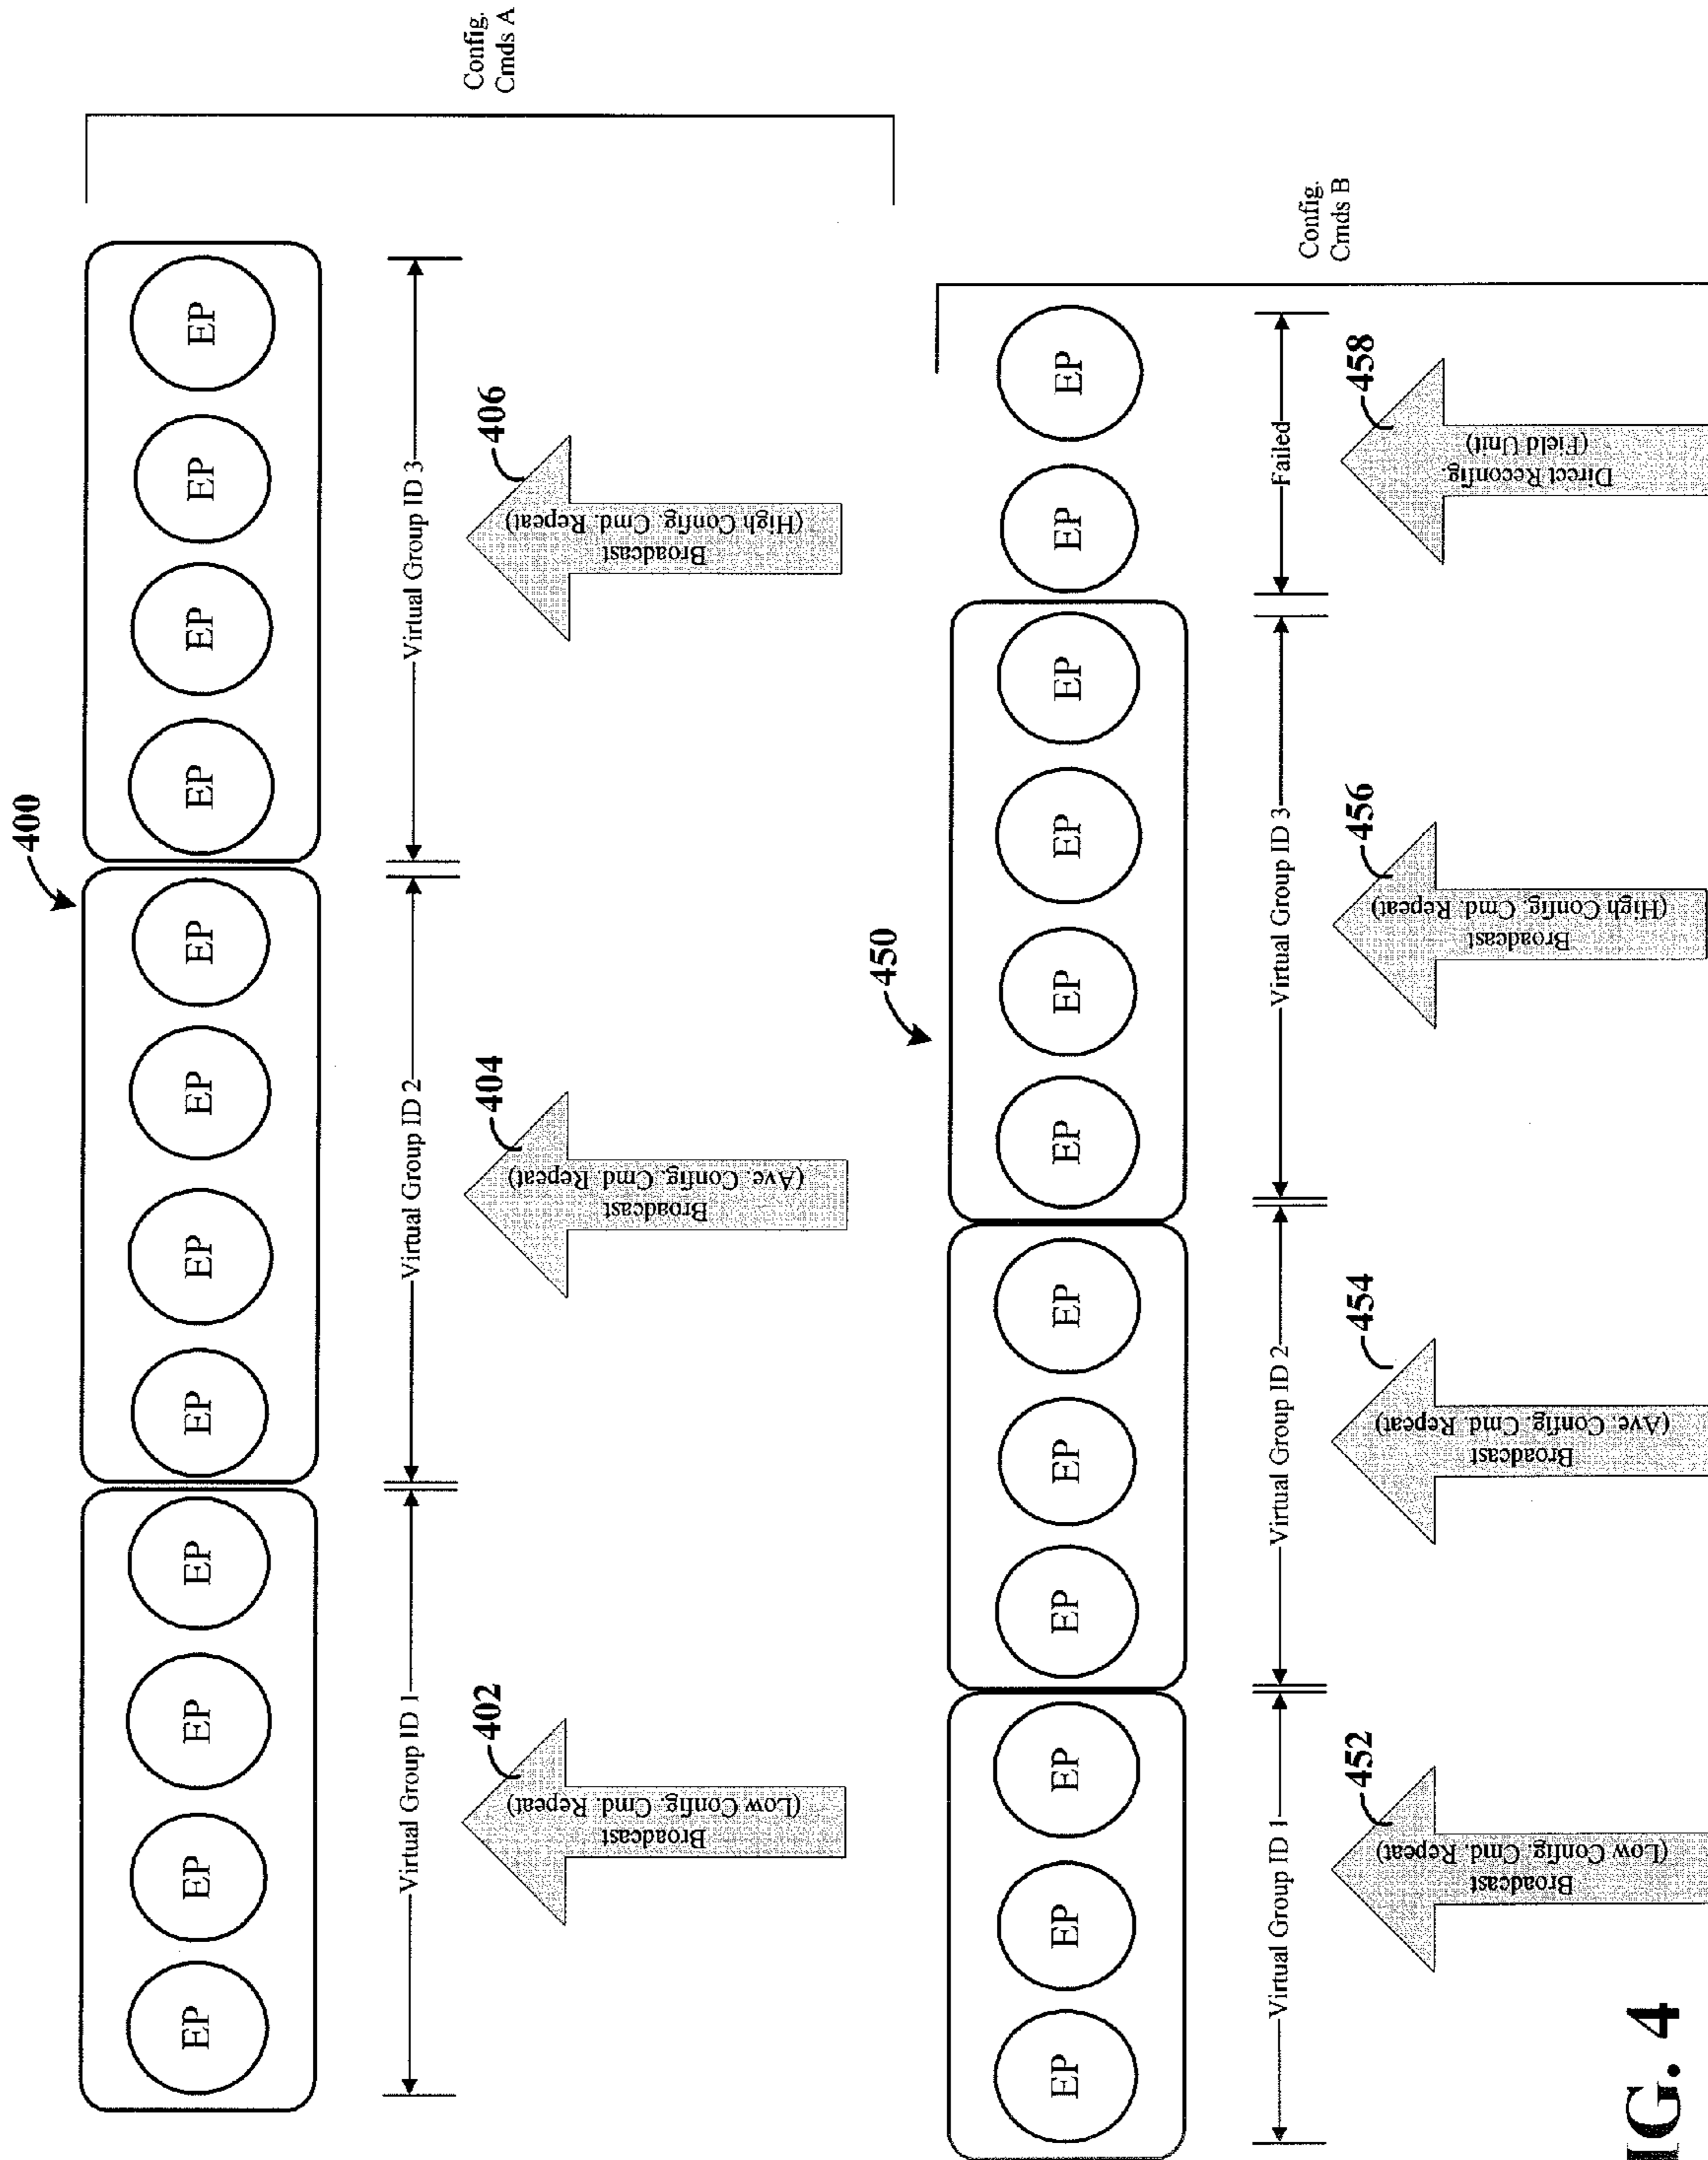 400
EP EP EP EP
EP EP EP EP
EP EP EP EP
Virtual Group ID 1
Virtual Group ID 2
Virtual Group ID 3
402
Broadcast
(Low Config. Cmd. Repeat)
404
Broadcast
(Ave. Config. Cmd. Repeat)
406
Broadcast
(High Config. Cmd. Repeat)
Config.
Cmds A
450
EP EP EP
EP EP EP
EP EP EP EP
EP EP
Virtual Group ID 1
Virtual Group ID 2
Virtual Group ID 3
Failed
452
Broadcast
(Low Config. Cmd. Repeat)
454
Broadcast
(Ave. Config. Cmd. Repeat)
456
Broadcast
(High Config. Cmd. Repeat)
458
Direct Reconfig.
(Field Unit)
Config.
Cmds B
IG. 4